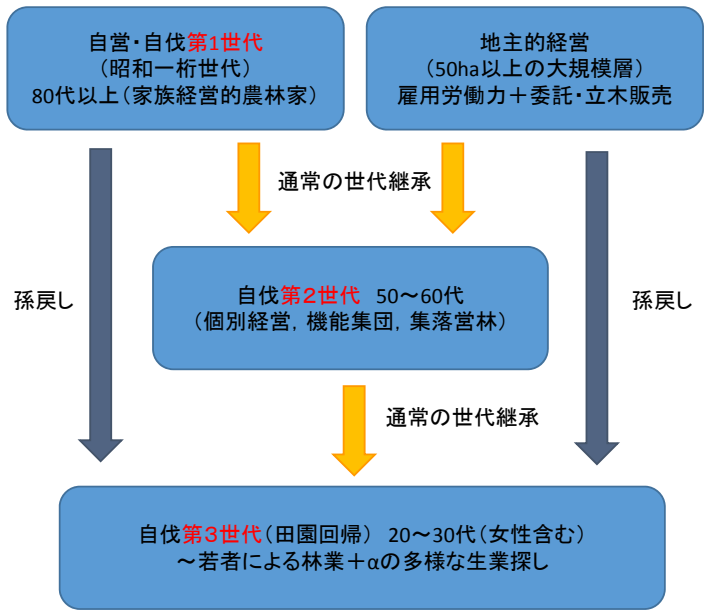 自営・自伐第1世代
（昭和一桁世代）
80代以上（家族経営的農林家）
地主的経営
（50ha以上の大規模層）
雇用労働力＋委託・立木販売
通常の世代継承
孫戻し
自伐第２世代 50～60代
（個別経営，機能集団，集落営林）
孫戻し
通常の世代継承
自伐第３世代（田園回帰） 20～30代（女性含む）
～若者による林業＋αの多様な生業探し